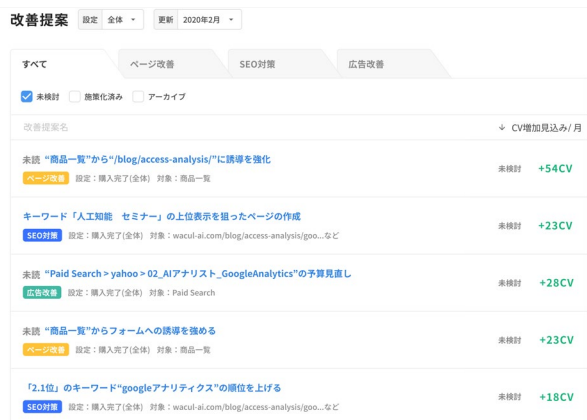 改善提案 設定 全体 更新 2020年2月
すべて ページ改善 SEO対策 広告改善
未検討 施策化済み アーカイブ
改善提案名 ↓ CV増加見込み/月
未読 “商品一覧”から“/blog/access-analysis/”に誘導を強化
未検討 +54CV
ページ改善 設定：購入完了(全体) 対象：商品一覧
キーワード「人工知能　セミナー」の上位表示を狙ったページの作成
未検討 +23CV
SEO対策 設定：購入完了(全体) 対象：wacul-ai.com/blog/access-analysis/goo...など
未読 “Paid Search > yahoo > 02_AIアナリスト_GoogleAnalytics”の予算見直し
未検討 +28CV
広告改善 設定：購入完了(全体) 対象：Paid Search
未読 “商品一覧”からフォームへの誘導を強める
未検討 +23CV
ページ改善 設定：購入完了(全体) 対象：商品一覧
「2.1位」のキーワード“googleアナリティクス”の順位を上げる
未検討 +18CV
SEO対策 設定：購入完了(全体) 対象：wacul-ai.com/blog/access-analysis/goo...など